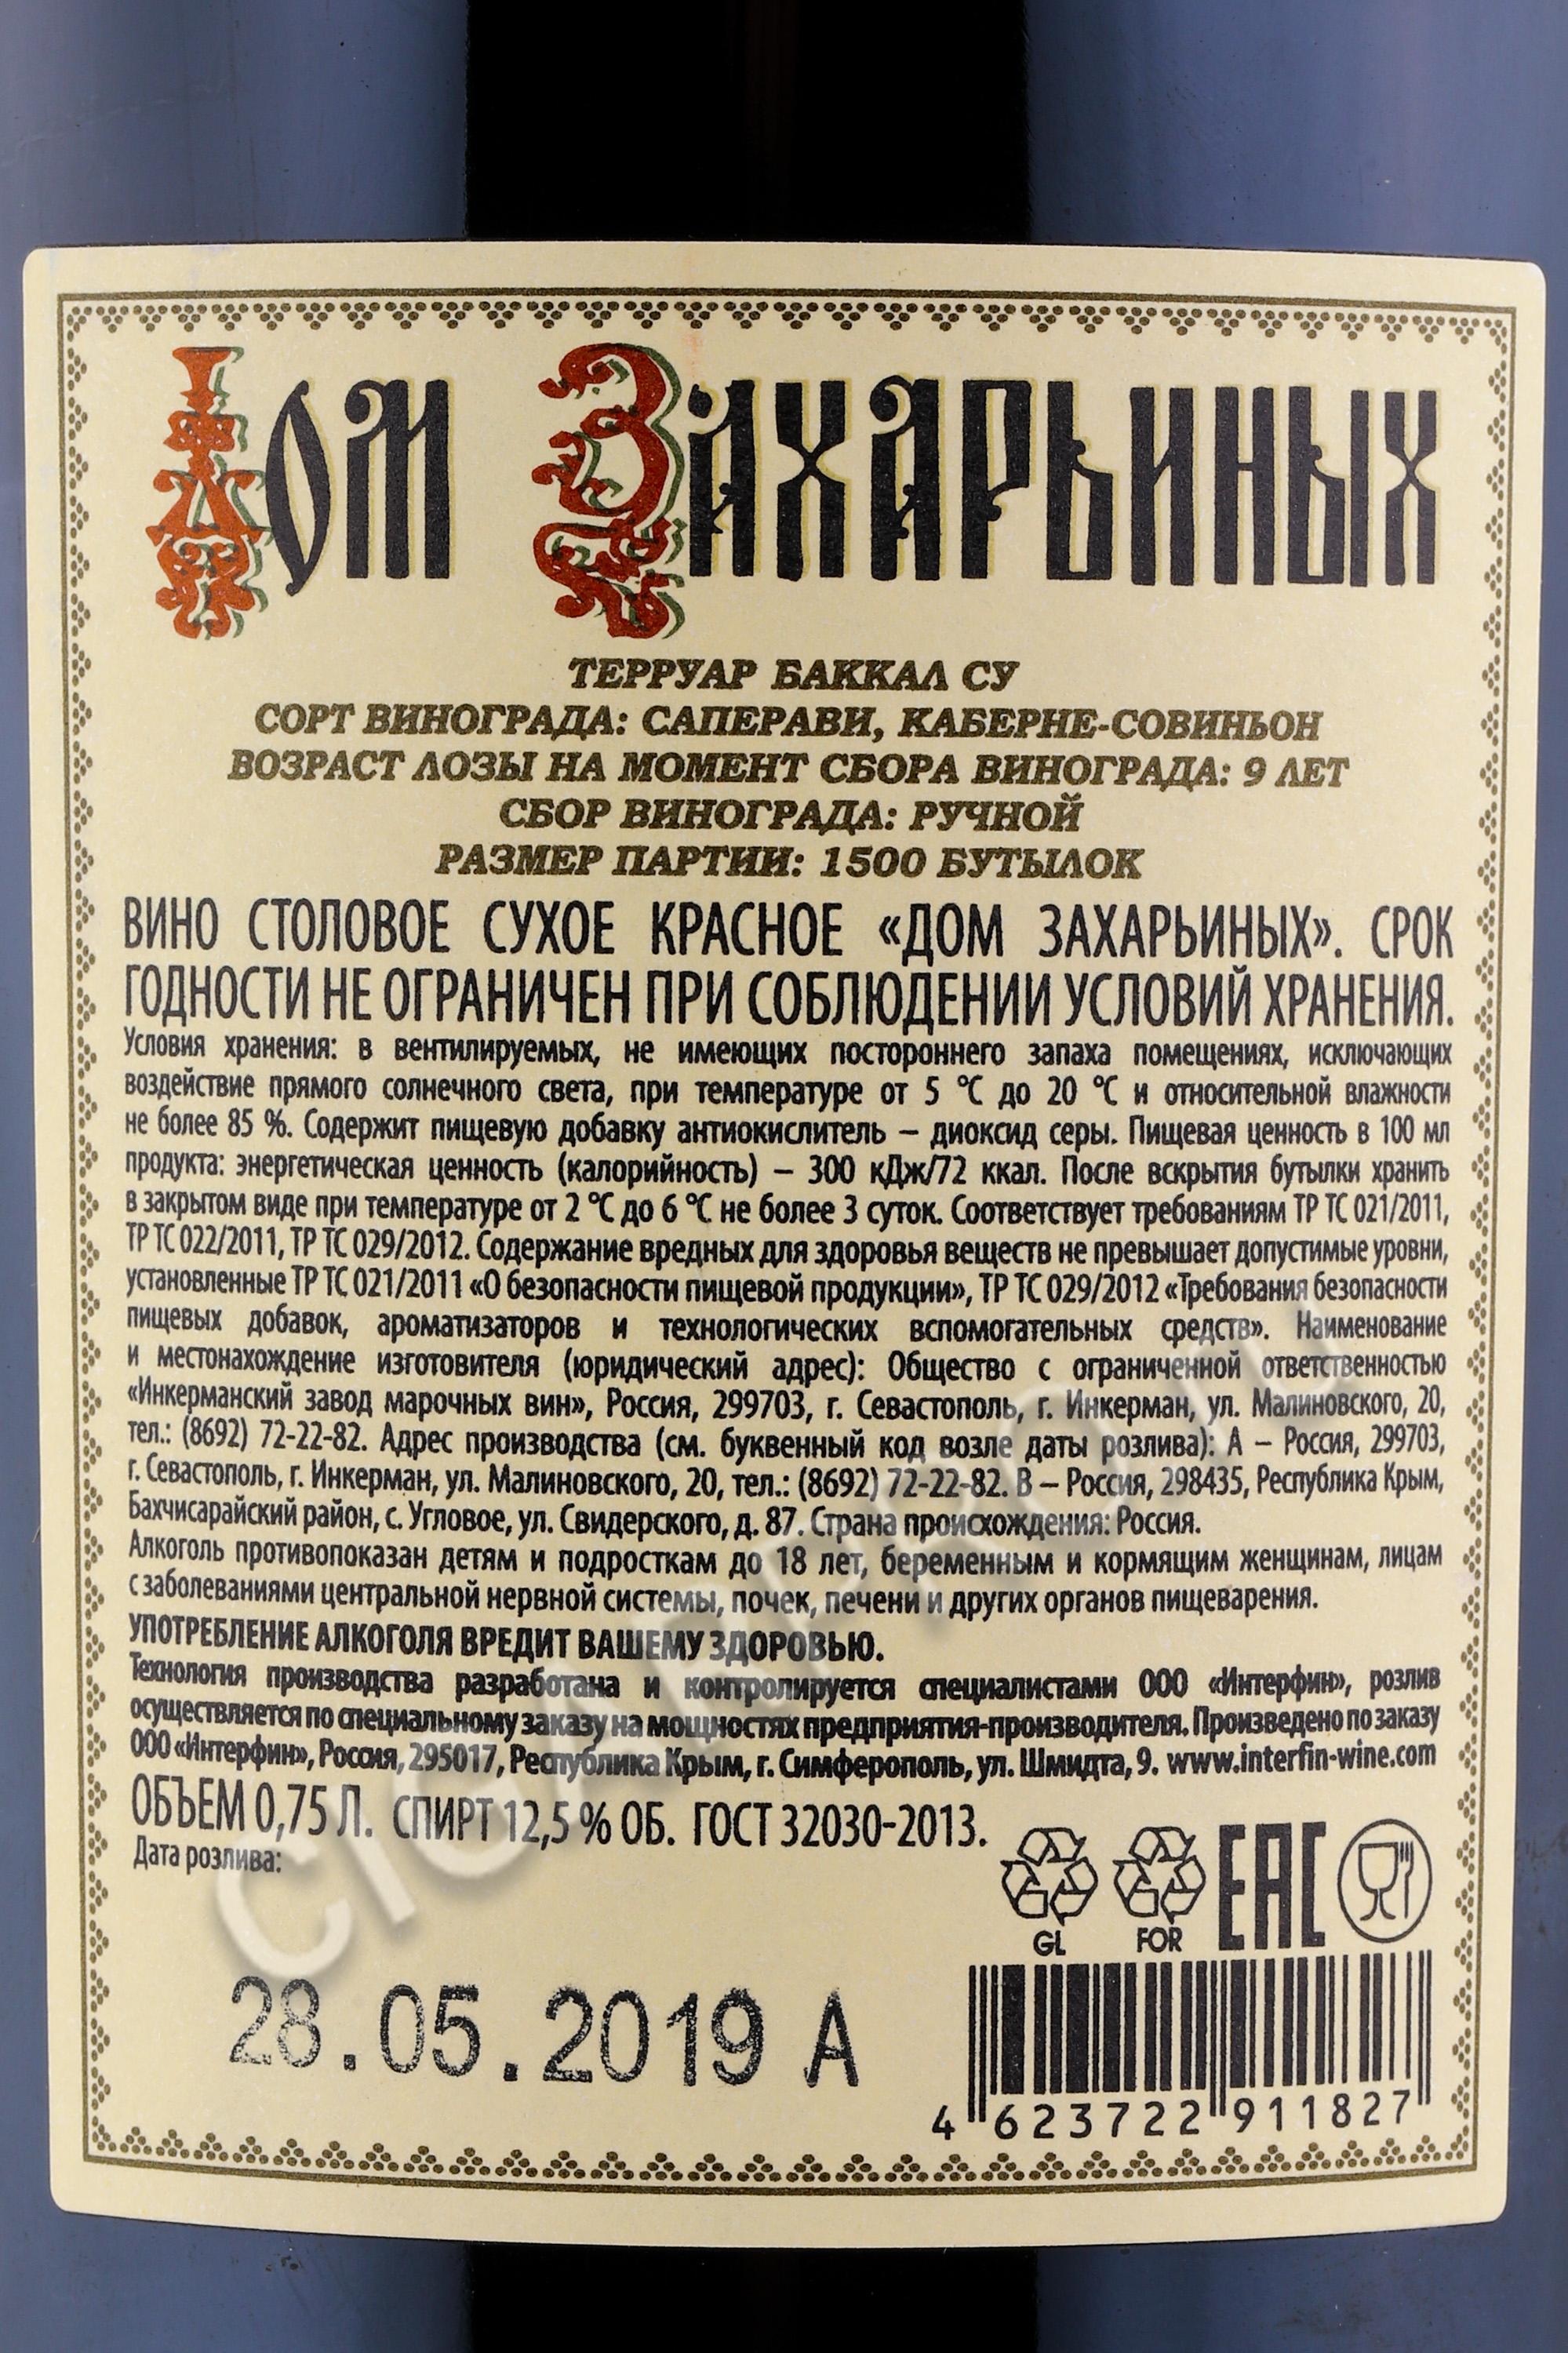 Дом Захарьиных
ТЕРРУАР БАККАЛ СУ
СОРТ ВИНОГРАДА: САПЕРАВИ, КАБЕРНЕ-СОВИНЬОН
ВОЗРАСТ ЛОЗЫ НА МОМЕНТ СБОРА ВИНОГРАДА: 9 ЛЕТ
СБОР ВИНОГРАДА: РУЧНОЙ
РАЗМЕР ПАРТИИ: 1500 БУТЫЛОК
ВИНО СТОЛОВОЕ СУХОЕ КРАСНОЕ «ДОМ ЗАХАРЬИНЫХ». СРОК
ГОДНОСТИ НЕ ОГРАНИЧЕН ПРИ СОБЛЮДЕНИИ УСЛОВИЙ ХРАНЕНИЯ.
Условия хранения: в вентилируемых, не имеющих постороннего запаха помещениях, исключающих
воздействие прямого солнечного света, при температуре от 5 °С до 20 °С и относительной влажности
не более 85 %. Содержит пищевую добавку антиокислитель – диоксид серы. Пищевая ценность в 100 мл
продукта: энергетическая ценность (калорийность) – 300 кДж/72 ккал. После вскрытия бутылки хранить
в закрытом виде при температуре от 2 °С до 6 °С не более 3 суток. Соответствует требованиям ТР ТС 021/2011,
ТР ТС 022/2011, ТР ТС 029/2012. Содержание вредных для здоровья веществ не превышает допустимые уровни,
установленные ТР ТС 021/2011 «О безопасности пищевой продукции», ТР ТС 029/2012 «Требования безопасности
пищевых добавок, ароматизаторов и технологических вспомогательных средств». Наименование
и местонахождение изготовителя (юридический адрес): Общество с ограниченной ответственностью
«Инкерманский завод марочных вин», Россия, 299703, г. Севастополь, г. Инкерман, ул. Малиновского, 20,
тел.: (8692) 72-22-82. Адрес производства (см. буквенный код возле даты розлива): А – Россия, 299703,
г. Севастополь, г. Инкерман, ул. Малиновского, 20, тел.: (8692) 72-22-82. В – Россия, 298435, Республика Крым,
Бахчисарайский район, с. Угловое, ул. Свидерского, д. 87. Страна происхождения: Россия.
Алкоголь противопоказан детям и подросткам до 18 лет, беременным и кормящим женщинам, лицам
с заболеваниями центральной нервной системы, почек, печени и других органов пищеварения.
УПОТРЕБЛЕНИЕ АЛКОГОЛЯ ВРЕДИТ ВАШЕМУ ЗДОРОВЬЮ.
Технология производства разработана и контролируется специалистами ООО «Интерфин», розлив
осуществляется по специальному заказу на мощностях предприятия-производителя. Произведено по заказу
ООО «Интерфин», Россия, 295017, Республика Крым, г. Симферополь, ул. Шмидта, 9. www.interfin-wine.com
ОБЪЕМ 0,75 Л. СПИРТ 12,5 % ОБ. ГОСТ 32030-2013.
Дата розлива:
GL FOR EAC
28.05.2019 А
4 623722 911827